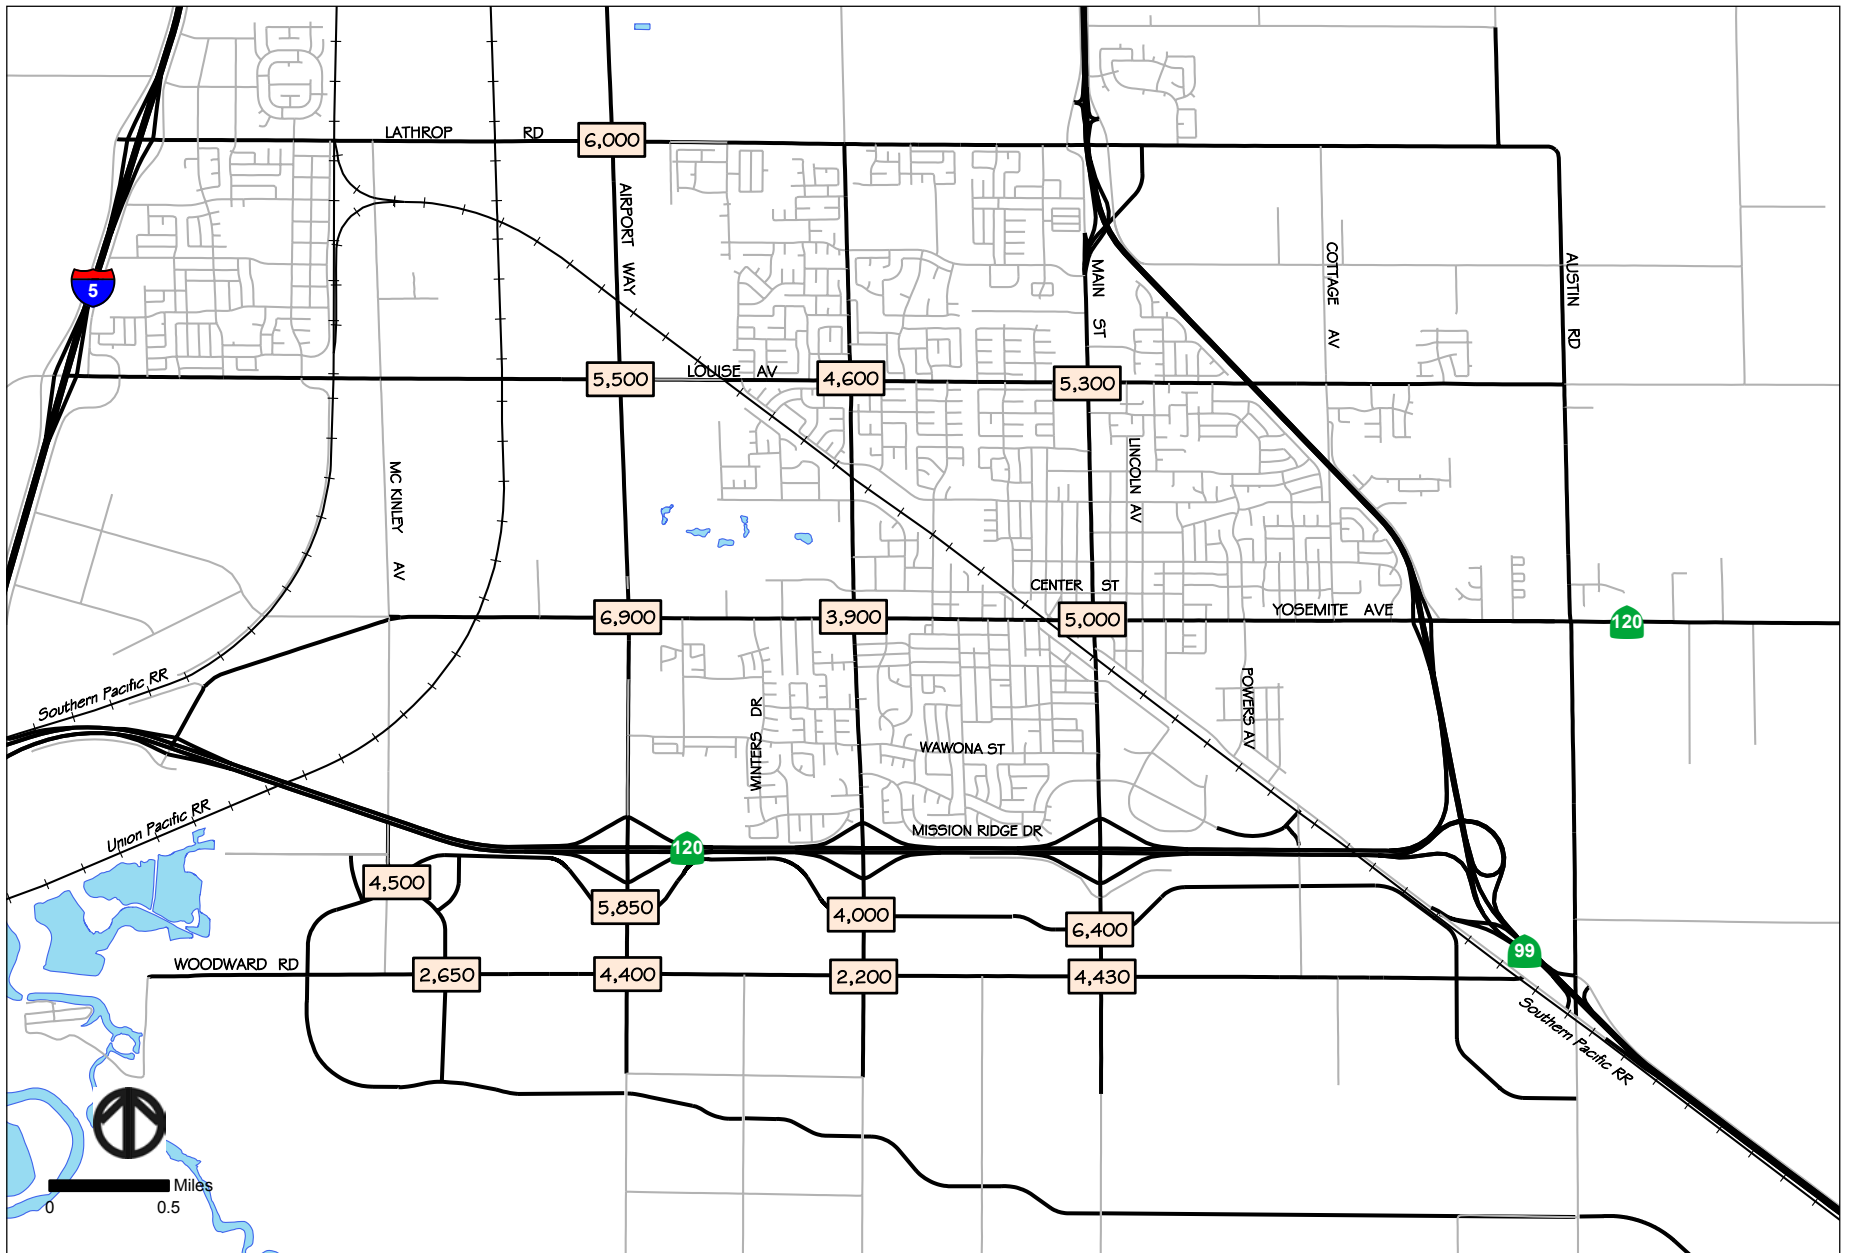 LATHROP RD
6,000
AIRPORT WAY
5
MAIN ST
COTTAGE AV
AUSTIN RD
5,500
LOUISE AV
4,600
5,300
MC KINLEY AV
LINCOLN AV
CENTER ST
YOSEMITE AVE
6,900
3,900
5,000
120
Southern Pacific RR
POWERS AV
WINTERS DR
WAWONA ST
Union Pacific RR
MISSION RIDGE DR
120
4,500
5,850
4,000
6,400
99
WOODWARD RD
2,650
4,400
2,200
4,430
Southern Pacific RR
Miles
0 0.5